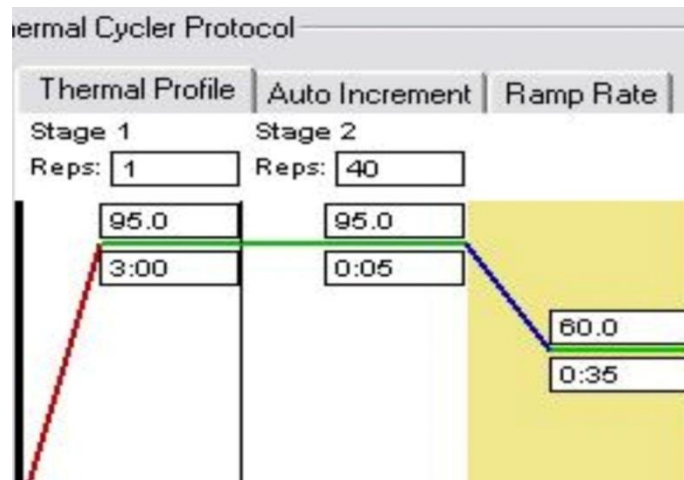 ermal Cycler Protocol
Thermal Profile Auto Increment Ramp Rate
Stage 1 Stage 2
Reps: 1 Reps: 40
95.0 95.0
3:00 0:05
60.0
0:35